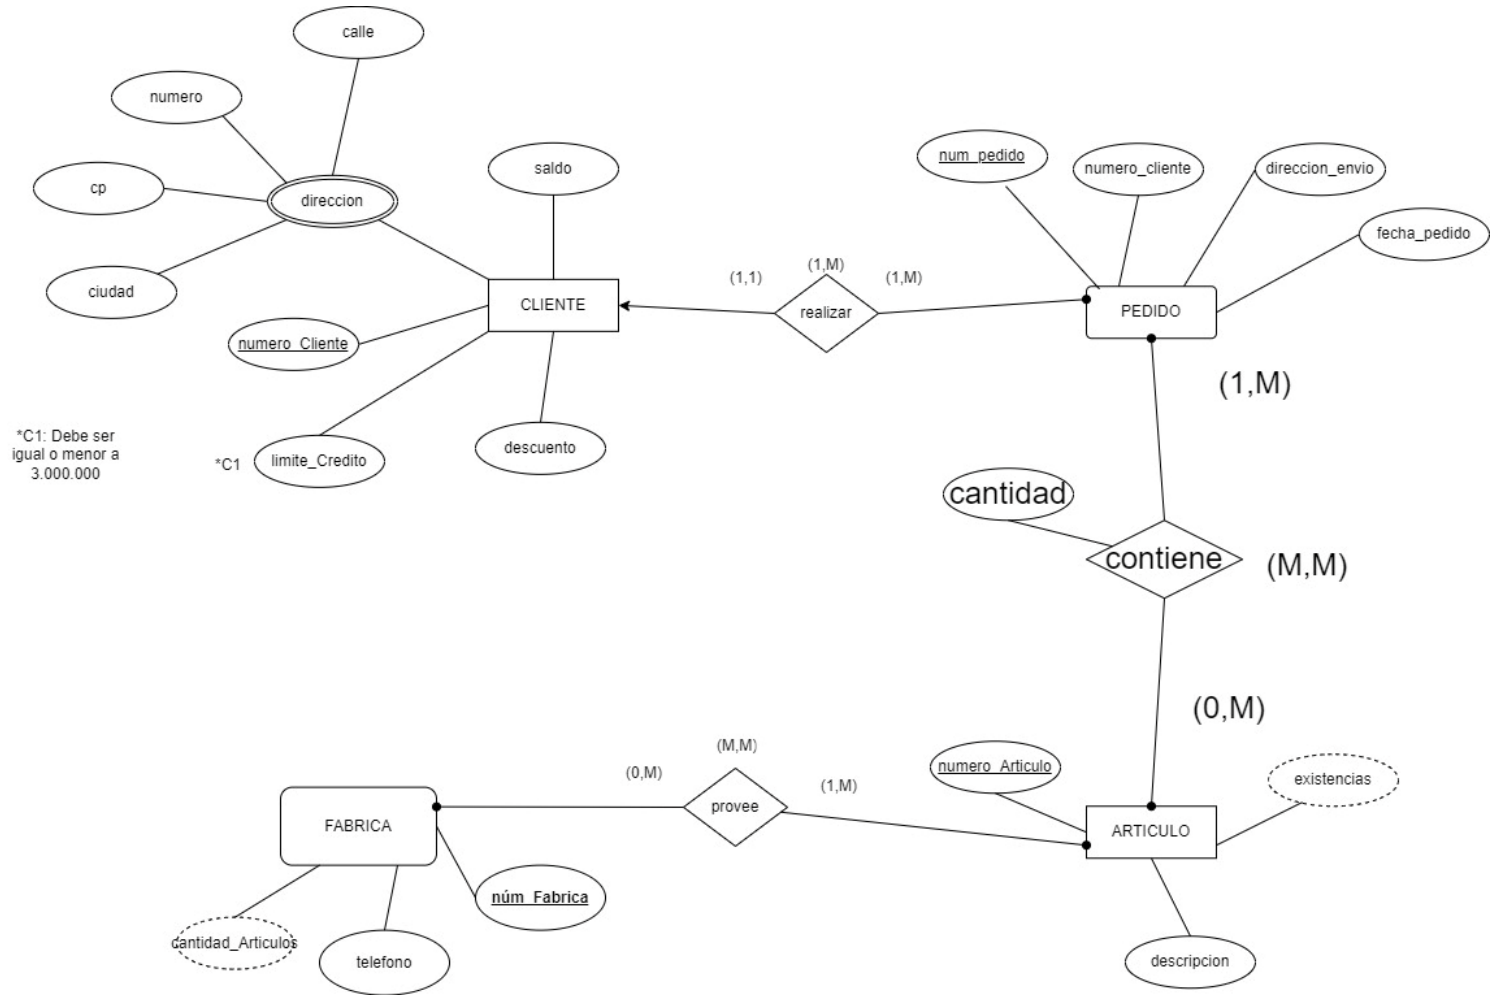 calle
numero
cp
direccion
ciudad
saldo
CLIENTE
numero_Cliente
*C1: Debe ser
igual o menor a
3.000.000
*C1
limite_Credito
descuento
(1,1)
(1,M)
(1,M)
realizar
num_pedido
numero_cliente
direccion_envio
fecha_pedido
PEDIDO
(1,M)
cantidad
contiene
(M,M)
(0,M)
numero_Articulo
existencias
ARTICULO
descripcion
(M,M)
(0,M)
(1,M)
provee
FABRICA
núm_Fabrica
cantidad_Articulos
telefono